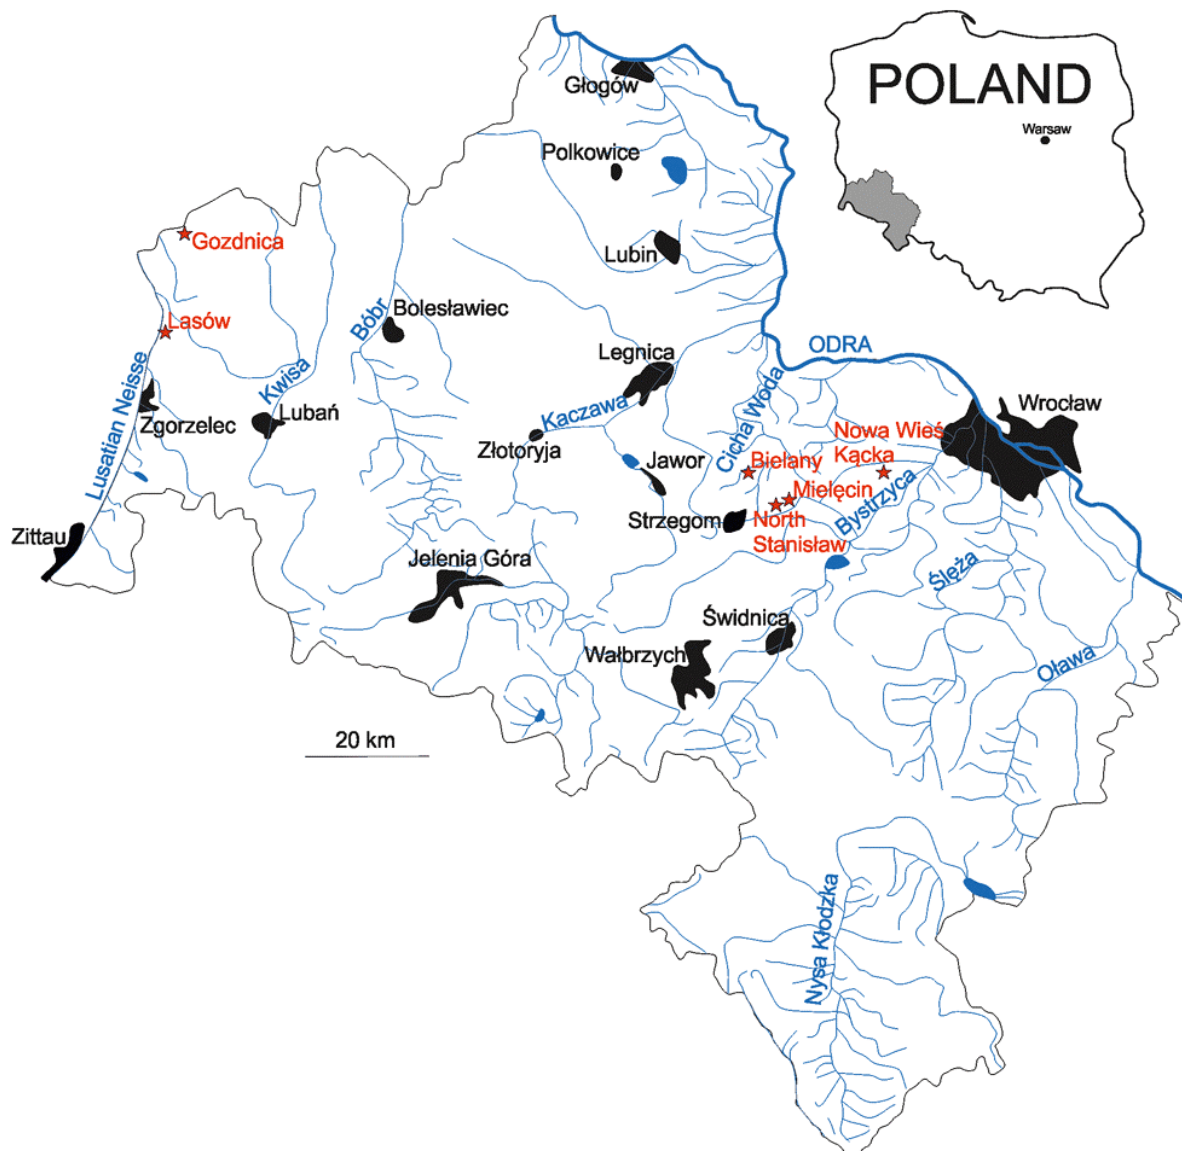 POLAND
Warsaw
Głogów
Polkowice
Lubin
Gozdnica
Lasów
Bóbr
Bolesławiec
Legnica
ODRA
Lusatian Neisse
Kwisa
Lubań
Zgorzelec
Kaczawa
Złotoryja
Cicha Woda
Jawor
Wrocław
Nowa Wieś
Kącka
Bielany
Mielęcin
Bystrzyca
Strzegom
North
Stanisław
Zittau
Jelenia Góra
Ślęża
Świdnica
Wałbrzych
Oława
20 km
Nysa Kłodzka